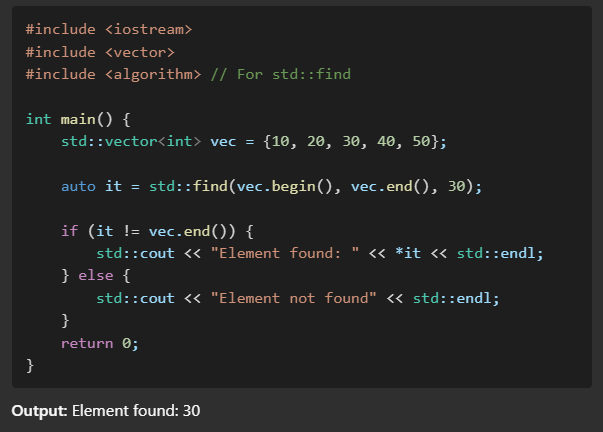 #include <iostream>
#include <vector>
#include <algorithm> // For std::find
int main() {
    std::vector<int> vec = {10, 20, 30, 40, 50};
    auto it = std::find(vec.begin(), vec.end(), 30);
    if (it != vec.end()) {
        std::cout << "Element found: " << *it << std::endl;
    } else {
        std::cout << "Element not found" << std::endl;
    }
    return 0;
}
Output: Element found: 30